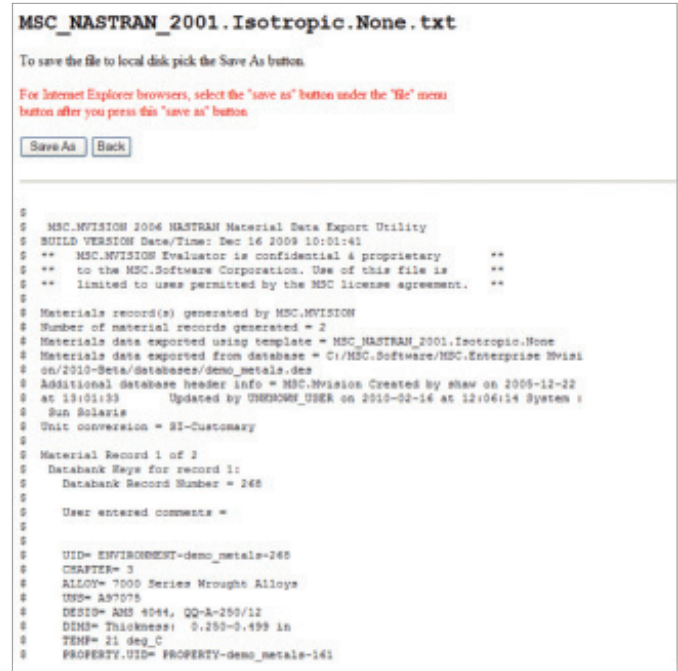 MSC_NASTRAN_2001.Isotropic.None.txt
To save the file to local disk pick the Save As button.
For Internet Explorer browsers, select the "save as" button under the "file" menu
button after you press this "save as" button
Save As Back
$
$ MSC.MVISION 2006 NASTRAN Material Data Export Utility
$ BUILD VERSION Date/Time: Dec 16 2009 10:01:41
$ ** MSC.MVISION Evaluator is confidential & proprietary **
$ ** to the MSC.Software Corporation. Use of this file is **
$ ** limited to uses permitted by the MSC license agreement. **
$
$ Materials record(s) generated by MSC.MVISION
$ Number of material records generated = 2
$ Materials data exported using template = MSC_NASTRAN_2001.Isotropic.None
$ Materials data exported from database = C:/MSC.Software/MSC.Enterprise Mvisi
$ on/2010-Beta/databases/demo_metals.des
$ Additional database header info = MSC.Mvision Created by shaw on 2005-12-22
$ at 13:01:33 Updated by UNKNOWN_USER on 2010-02-16 at 12:06:14 System :
$ Sun Solaris
$ Unit conversion = SI-Customary
$
$ Material Record 1 of 2
$ Databank Keys for record 1:
$ Databank Record Number = 268
$
$ User entered comments =
$
$
$ UID= ENVIRONMENT-demo_metals-268
$ CHAPTER= 3
$ ALLOY= 7000 Series Wrought Alloys
$ UNS= A97075
$ DESIG= AMS 4044, QQ-A-250/12
$ DIMS= Thickness: 0.250-0.499 in
$ TEMP= 21 deg_C
$ PROPERTY.UID= PROPERTY-demo_metals-161